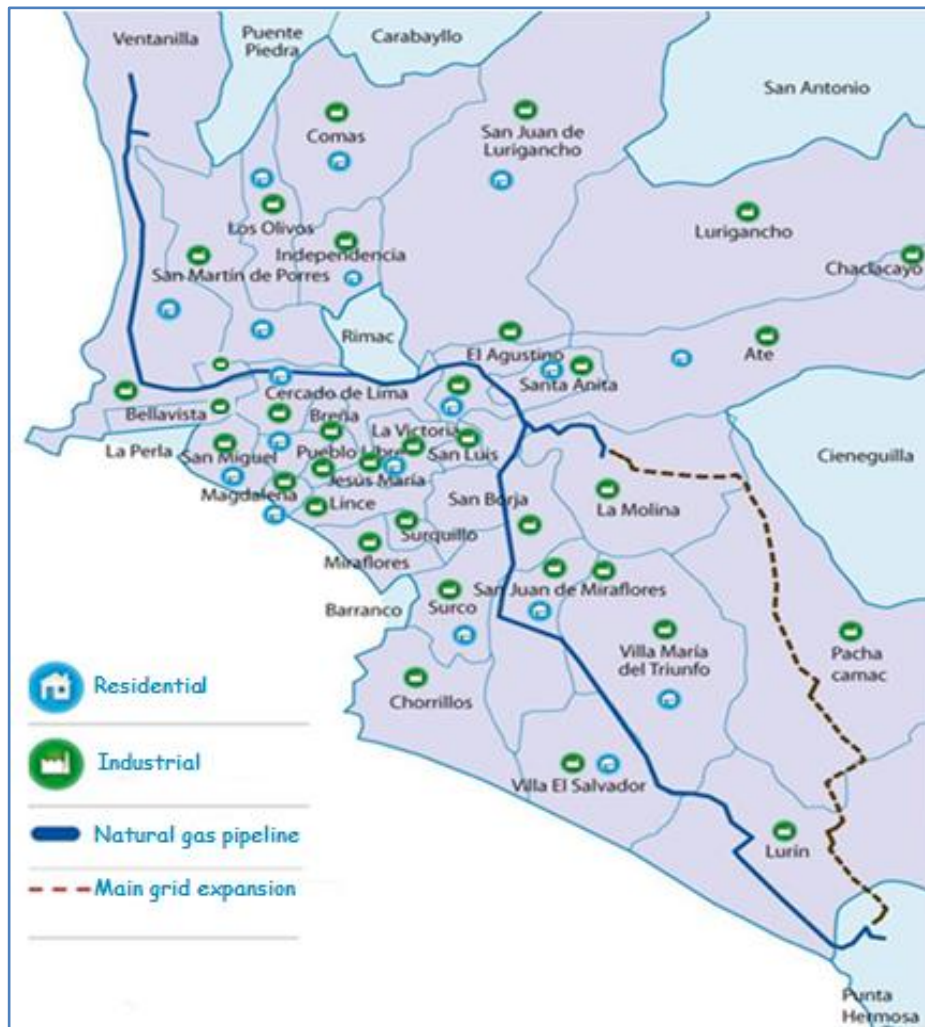 Ventanilla
Puente
Piedra
Carabayllo
San Antonio
Comas
San Juan de
Lurigancho
Los Olivos
Lurigancho
Independencia
San Martín de Porres
Chaclacayo
Rimac
El Agustino
Ate
Santa Anita
Cercado de Lima
Bellavista
Breña
La Victoria
La Perla
San Miguel
Pueblo Libre
San Luis
Cieneguilla
Jesús María
Magdalena
Lince
San Borja
La Molina
Surquillo
Miraflores
San Juan de Miraflores
Barranco
Surco
Villa María
del Triunfo
Pacha
camac
Chorrillos
Villa El Salvador
Lurín
Punta
Hermosa
Residential
Industrial
Natural gas pipeline
Main grid expansion